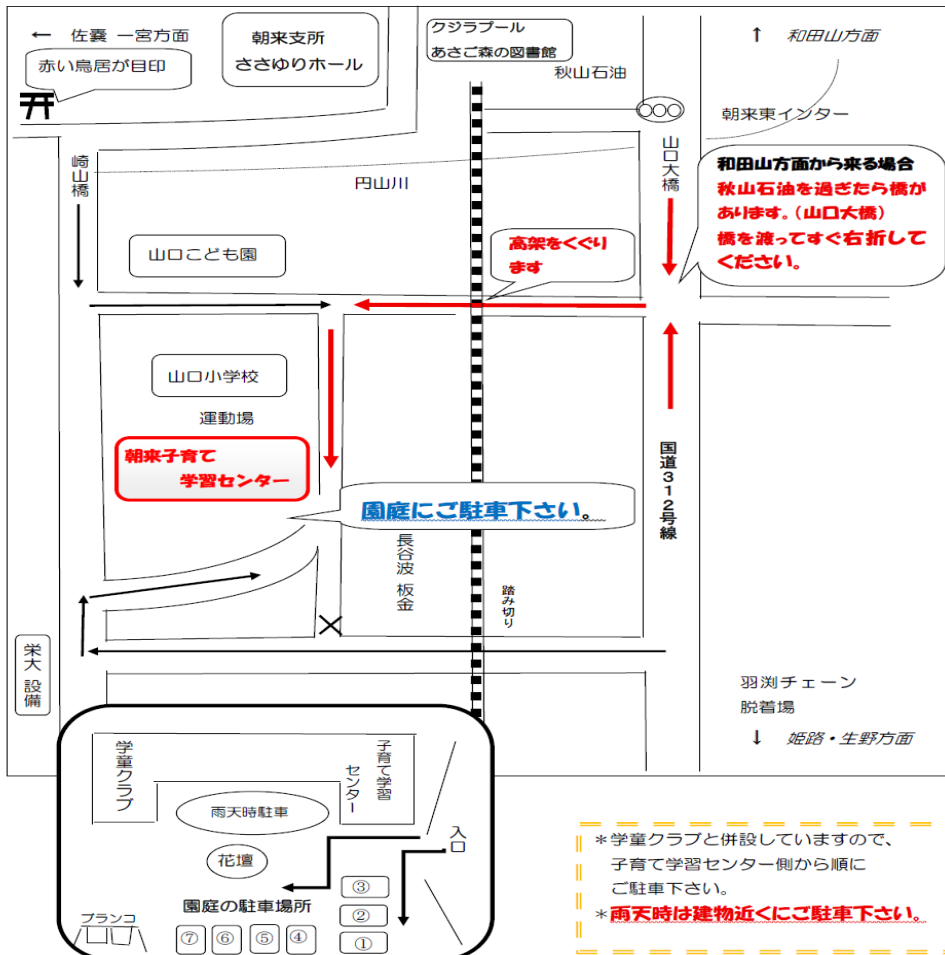 ← 佐嚢 一宮方面
赤い鳥居が目印
朝来支所
ささゆりホール
クジラプール
あさご森の図書館
秋山石油
↑ 和田山方面
朝来東インター
崎山橋
円山川
山口大橋
和田山方面から来る場合
秋山石油を過ぎたら橋が
あります。(山口大橋)
橋を渡ってすぐ右折して
ください。
山口こども園
高架をくぐり
ます
山口小学校
運動場
朝来子育て
学習センター
園庭にご駐車下さい。
国道312号線
長谷波 板金
踏み切り
栄大 設備
羽渕チェーン
脱着場
↓ 姫路・生野方面
学童クラブ
子育て学習
センター
雨天時駐車
入口
花壇
園庭の駐車場所
ブランコ
③
②
①
⑦ ⑥ ⑤ ④
*学童クラブと併設していますので、
子育て学習センター側から順に
ご駐車下さい。
*雨天時は建物近くにご駐車下さい。